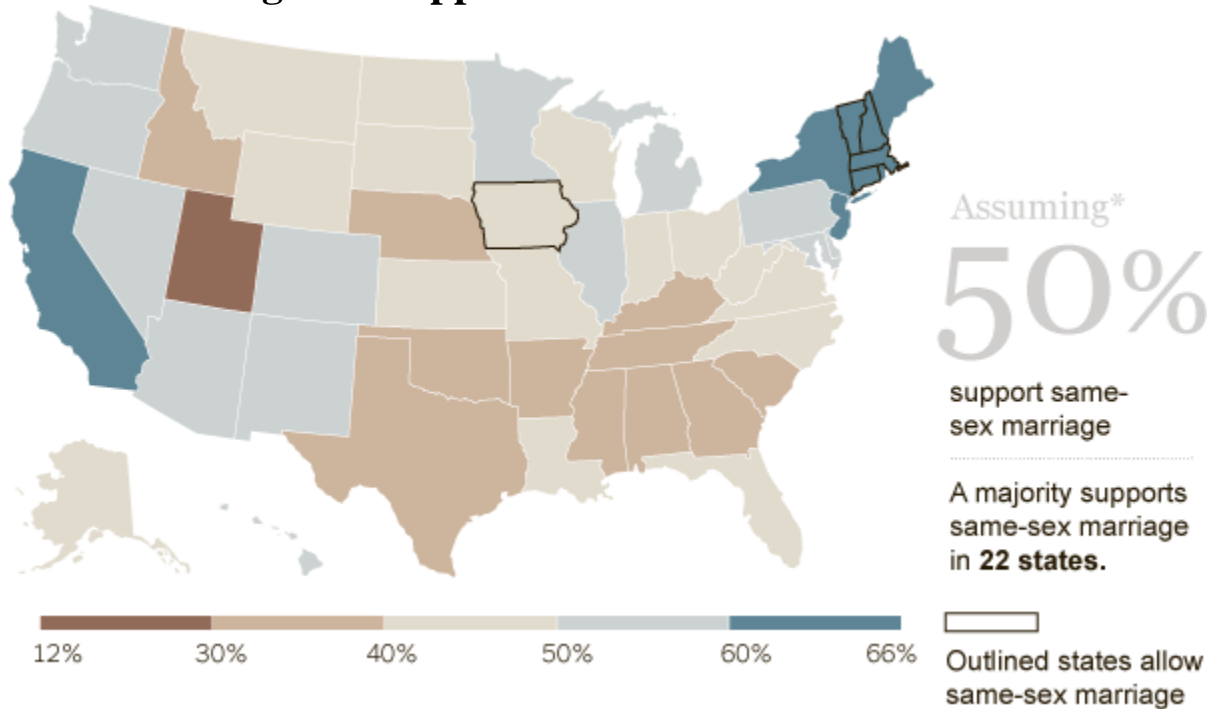 Assuming*
50%
support same-
sex marriage
A majority supports
same-sex marriage
in 22 states.
12% 30% 40% 50% 60% 66%
Outlined states allow
same-sex marriage